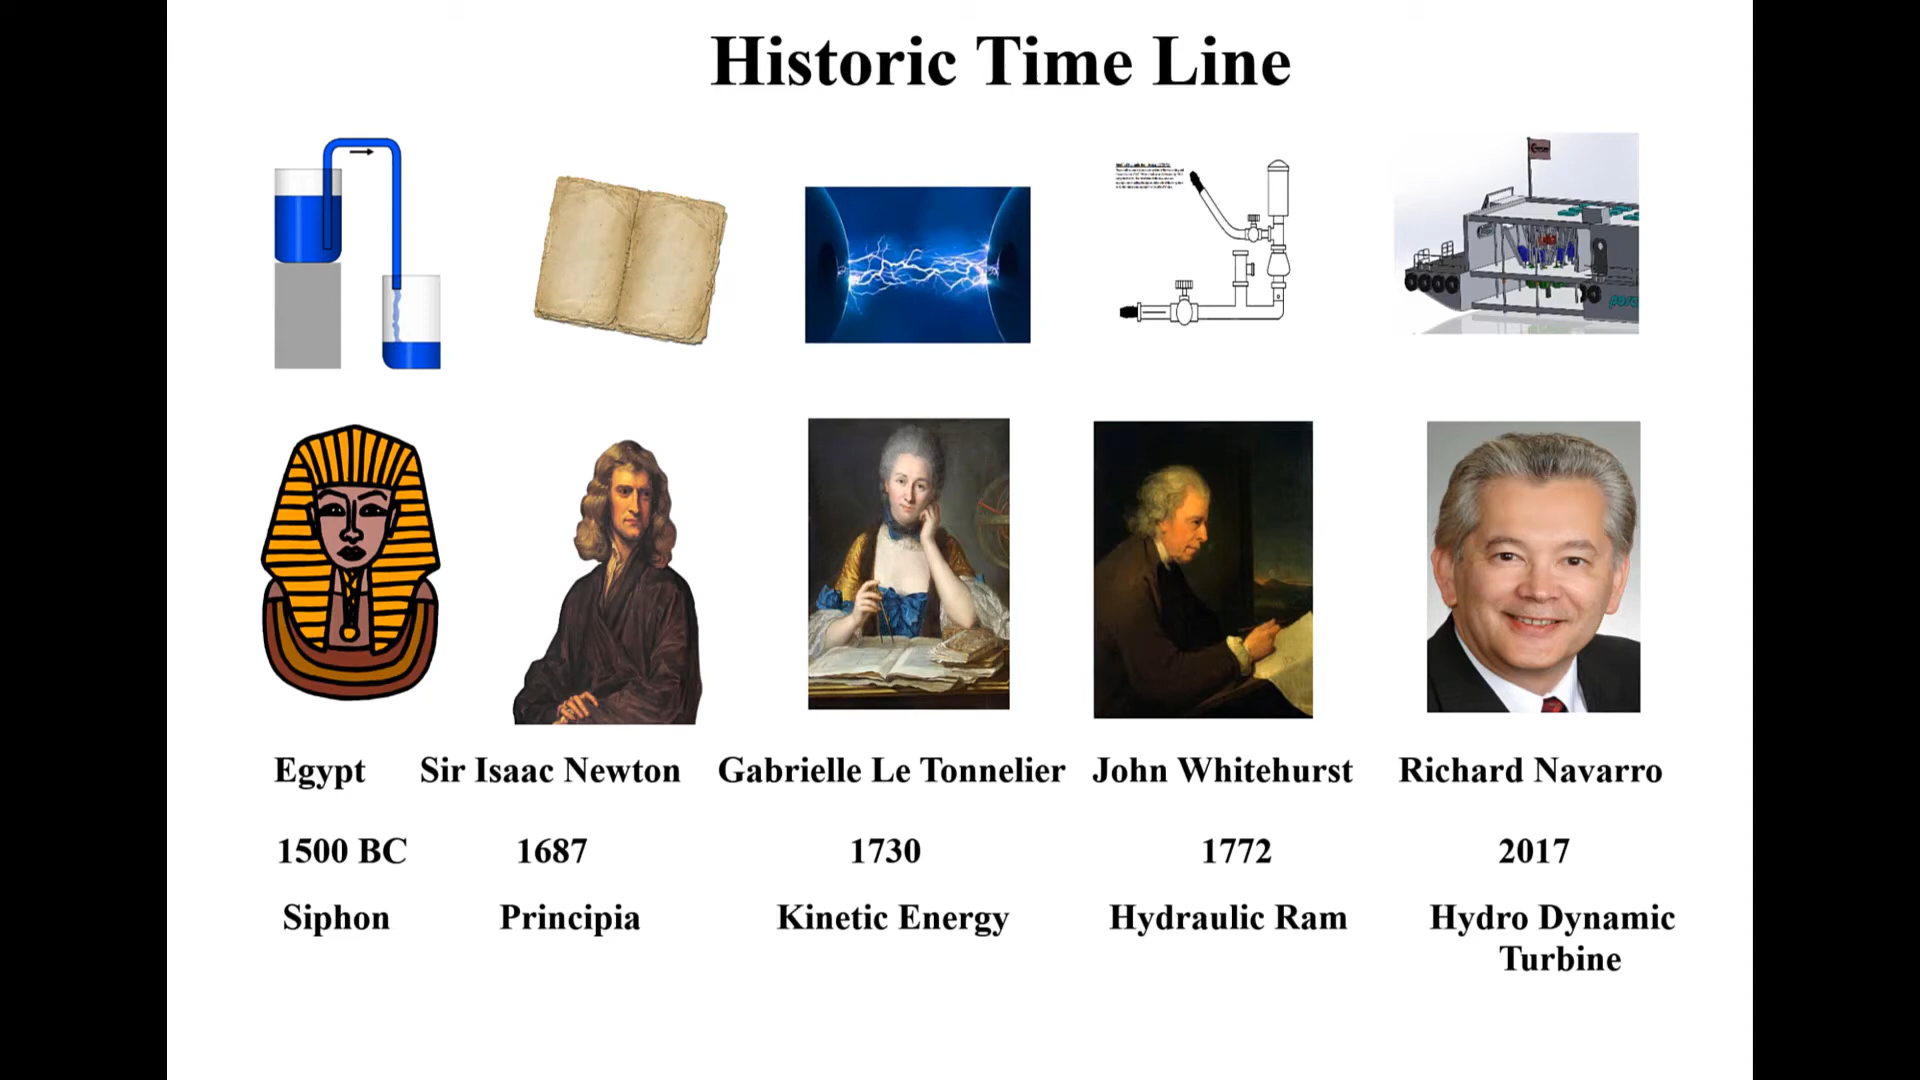 Historic Time Line
Egypt
Sir Isaac Newton
Gabrielle Le Tonnelier
John Whitehurst
Richard Navarro
1500 BC
1687
1730
1772
2017
Siphon
Principia
Kinetic Energy
Hydraulic Ram
Hydro Dynamic
Turbine